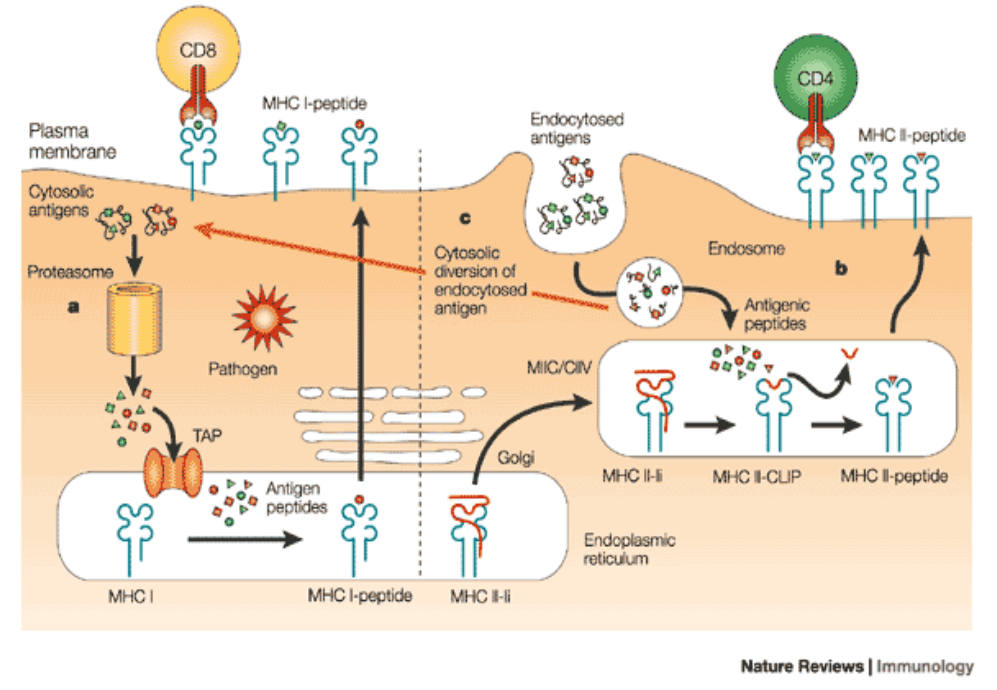 CD8
MHC I-peptide
Plasma
membrane
Cytosolic
antigens
Proteasome
a
Pathogen
TAP
Antigen
peptides
MHC I
MHC I-peptide
Golgi
MHC II-Ii
Endoplasmic
reticulum
c
Endocytosed
antigens
Cytosolic
diversion of
endocytosed
antigen
CD4
MHC II-peptide
Endosome
b
Antigenic
peptides
MIIC/CIIV
MHC II-Ii
MHC II-CLIP
MHC II-peptide
Nature Reviews | Immunology